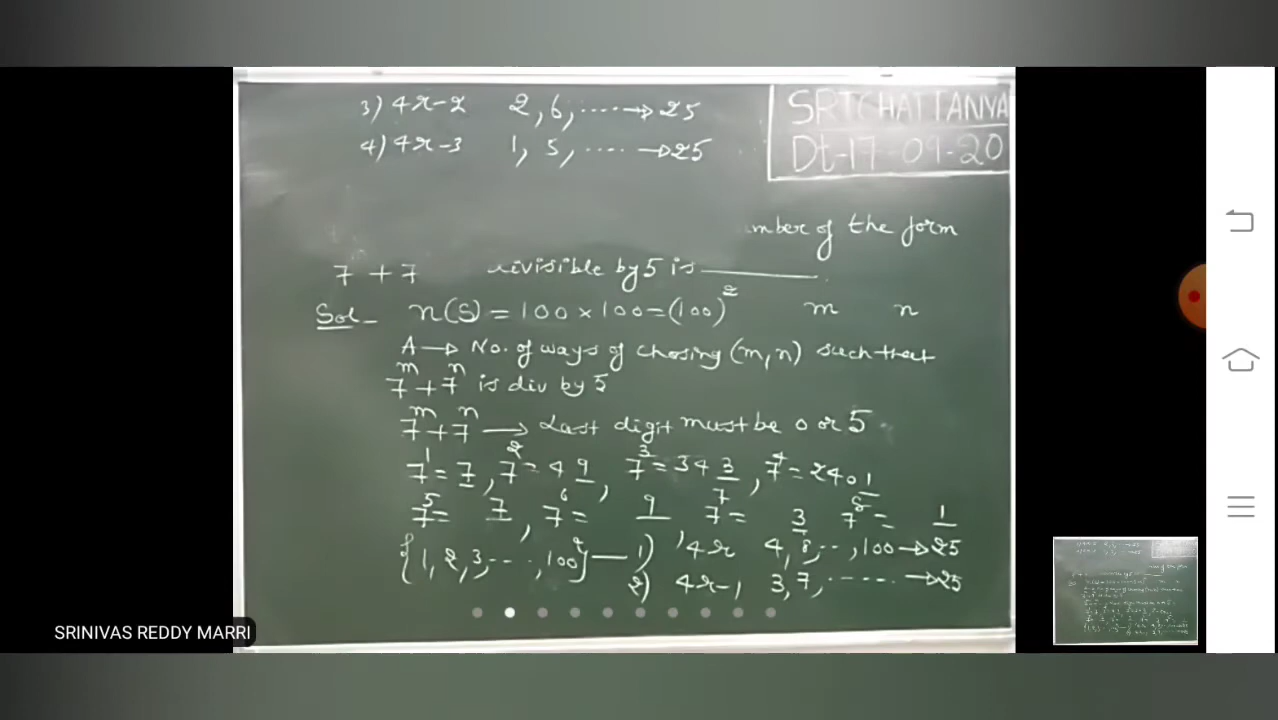 3) 4r-2 2, 6, ....→25
4) 4r-3 1, 5, ....→25
SRICHAITANYA
Dt-17-09-20
mber of the form
7 + 7 divisible by 5 is ________.
Sol_ n(S) = 100 × 100 = (100)² m n
A → No. of ways of chosing (m, n) such that
7^m + 7^n is div by 5
7^m + 7^n → Last digit must be 0 or 5.
7¹ = 7, 7² = 49, 7³ = 343, 7⁴ = 2401
7⁵ = 7, 7⁶ = 9, 7⁷ = 3 7⁸ = 1
{1, 2, 3, ..., 100} — 1) 4r 4, 8, .., 100→25
2) 4r-1 3, 7, ......→25
SRINIVAS REDDY MARRI